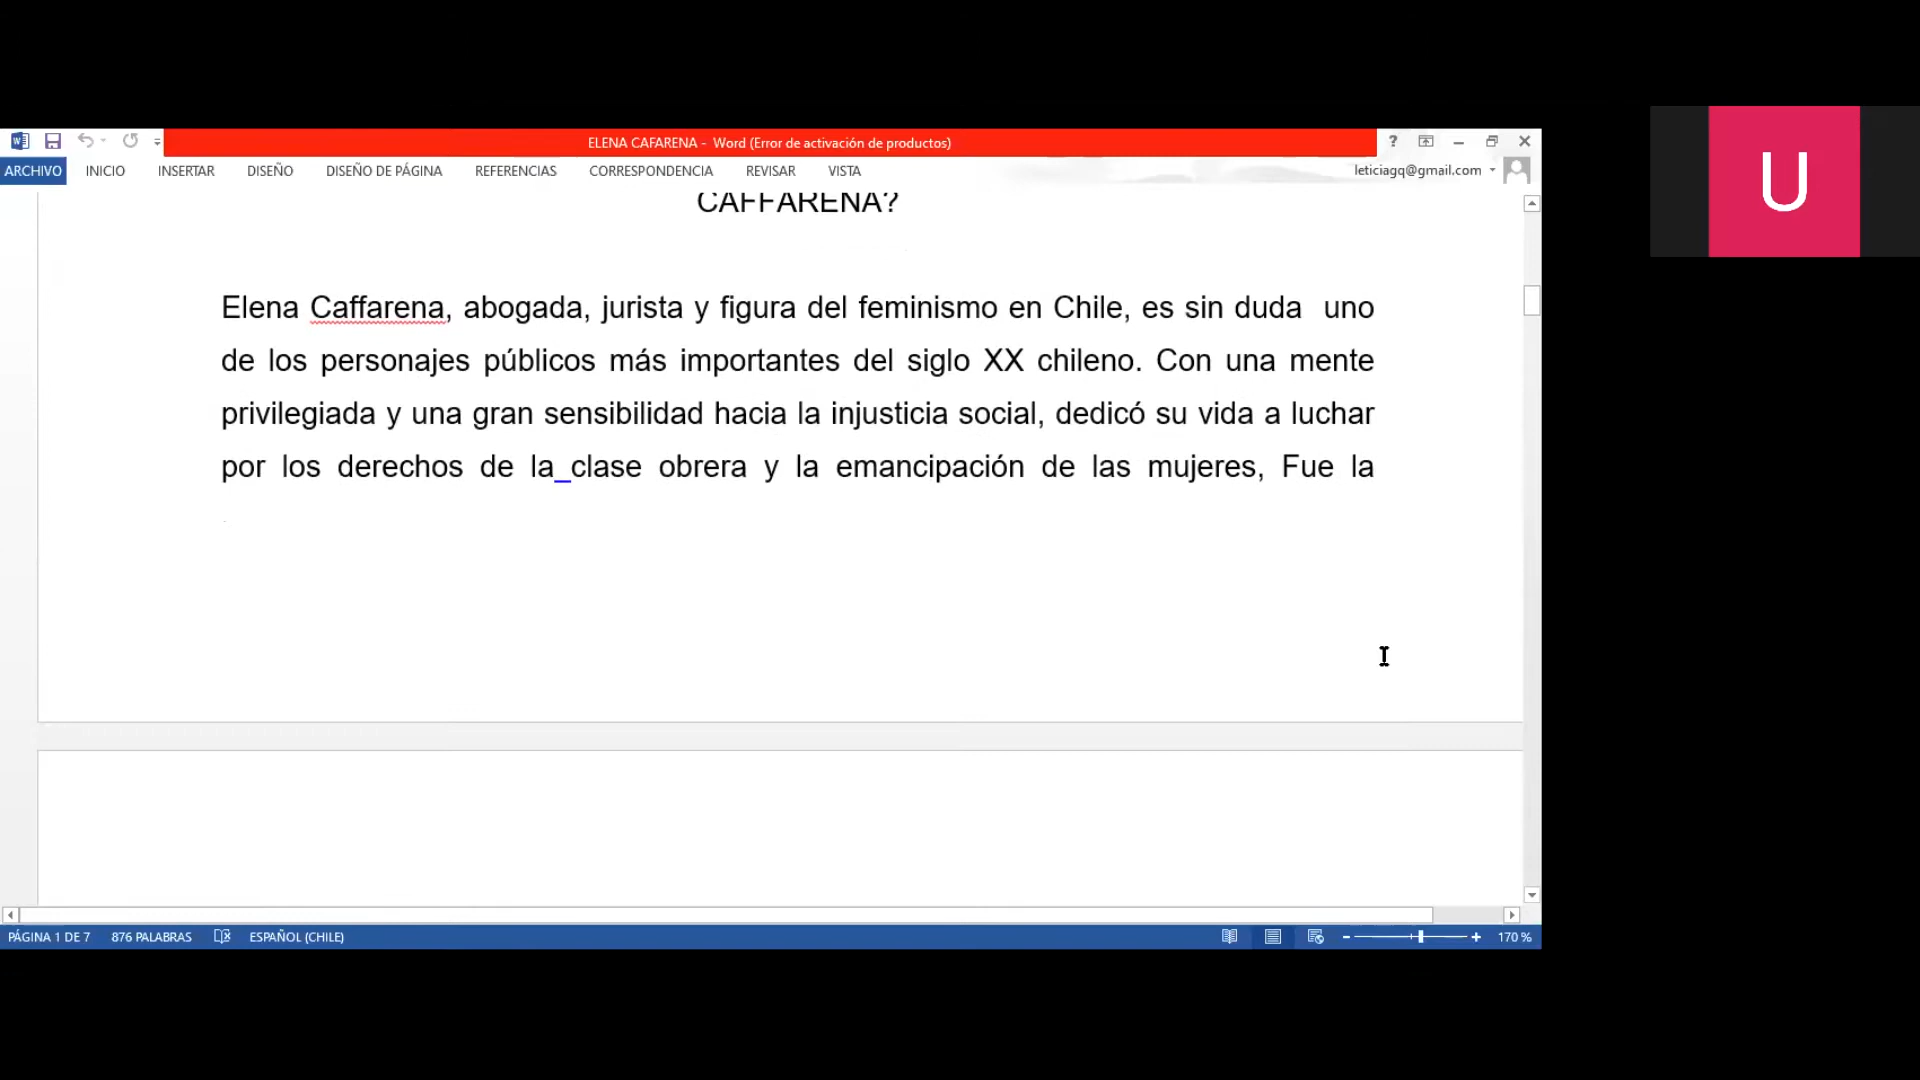 ELENA CAFARENA - Word (Error de activación de productos)
?
U
ARCHIVO INICIO INSERTAR DISEÑO DISEÑO DE PÁGINA REFERENCIAS CORRESPONDENCIA REVISAR VISTA leticiagq@gmail.com
CAFFARENA?
Elena Caffarena, abogada, jurista y figura del feminismo en Chile, es sin duda uno
de los personajes públicos más importantes del siglo XX chileno. Con una mente
privilegiada y una gran sensibilidad hacia la injusticia social, dedicó su vida a luchar
por los derechos de la clase obrera y la emancipación de las mujeres, Fue la
PÁGINA 1 DE 7 876 PALABRAS ESPAÑOL (CHILE) 170 %